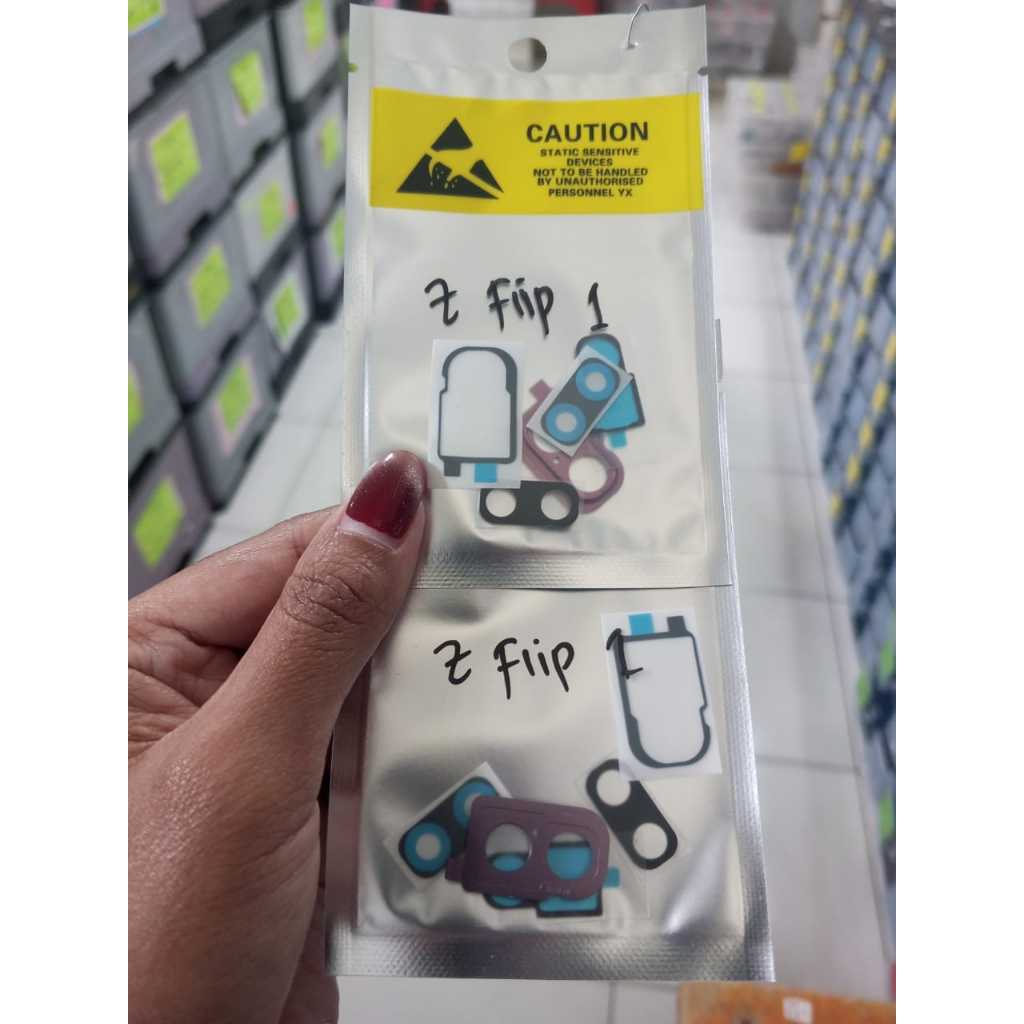 CAUTION
STATIC SENSITIVE
DEVICES
NOT TO BE HANDLED
BY UNAUTHORISED
PERSONNEL YX
Z Fiip 1
Z Fiip 1